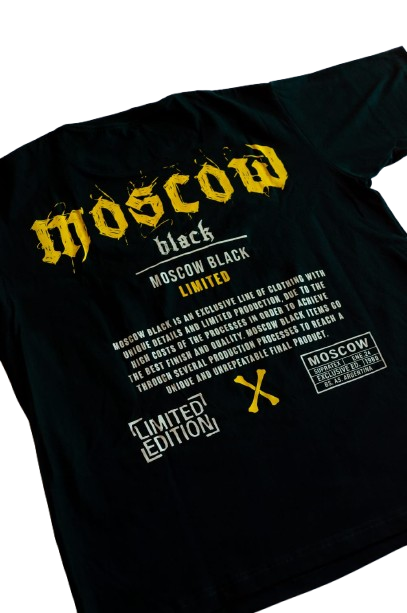 moscow
black
MOSCOW BLACK
LIMITED
MOSCOW BLACK IS AN EXCLUSIVE LINE OF CLOTHING WITH
UNIQUE DETAILS AND LIMITED PRODUCTION. DUE TO THE
HIGH COSTS OF THE PROCESSES IN ORDER TO ACHIEVE
THE BEST FINISH AND QUALITY. MOSCOW BLACK ITEMS GO
THROUGH SEVERAL PRODUCTION PROCESSES TO REACH A
UNIQUE AND UNREPEATABLE FINAL PRODUCT.
MOSCOW
EXCLUSIVE ED. 1993
BS. AS. ARGENTINA
LIMITED
EDITION